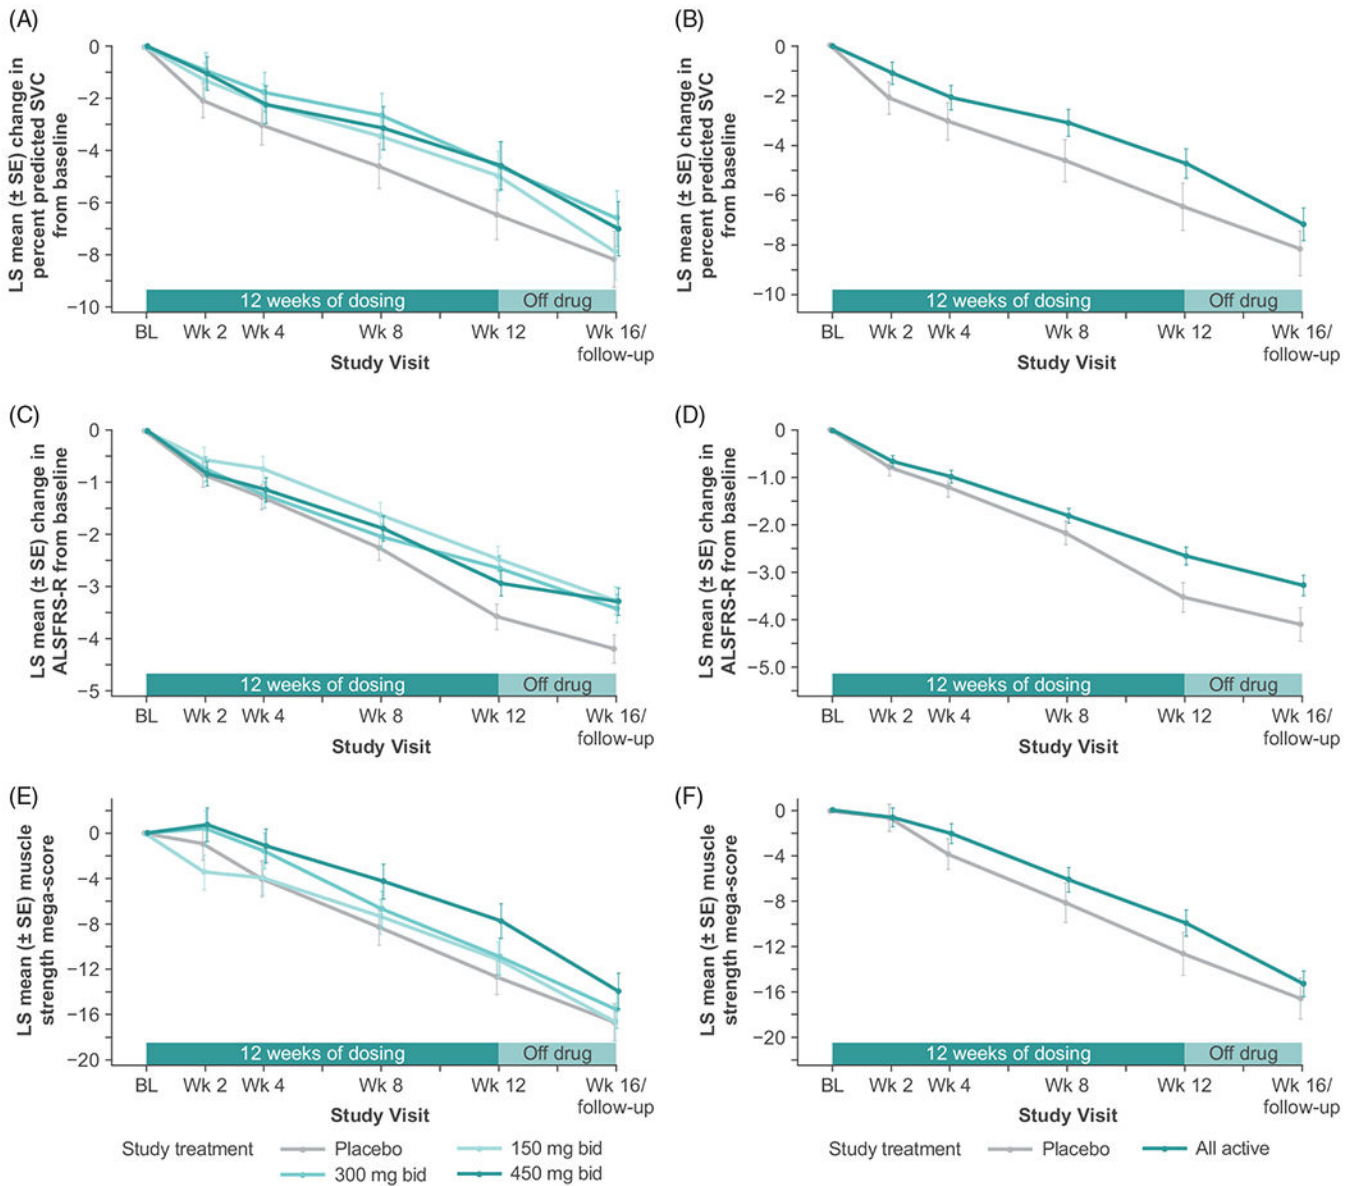 (A)
LS mean (± SE) change in
percent predicted SVC
from baseline
0
−2
−4
−6
−8
−10
12 weeks of dosing
Off drug
BL
Wk 2
Wk 4
Wk 8
Wk 12
Wk 16/
follow-up
Study Visit
(B)
LS mean (± SE) change in
percent predicted SVC
from baseline
0
−2
−4
−6
−8
−10
12 weeks of dosing
Off drug
BL
Wk 2
Wk 4
Wk 8
Wk 12
Wk 16/
follow-up
Study Visit
(C)
LS mean (± SE) change in
ALSFRS-R from baseline
0
−1
−2
−3
−4
−5
12 weeks of dosing
Off drug
BL
Wk 2
Wk 4
Wk 8
Wk 12
Wk 16/
follow-up
Study Visit
(D)
LS mean (± SE) change in
ALSFRS-R from baseline
0
−1.0
−2.0
−3.0
−4.0
−5.0
12 weeks of dosing
Off drug
BL
Wk 2
Wk 4
Wk 8
Wk 12
Wk 16/
follow-up
Study Visit
(E)
LS mean (± SE) muscle
strength mega-score
0
−4
−8
−12
−16
−20
12 weeks of dosing
Off drug
BL
Wk 2
Wk 4
Wk 8
Wk 12
Wk 16/
follow-up
Study Visit
Study treatment
Placebo
150 mg bid
300 mg bid
450 mg bid
(F)
LS mean (± SE) muscle
strength mega-score
0
−4
−8
−12
−16
−20
12 weeks of dosing
Off drug
BL
Wk 2
Wk 4
Wk 8
Wk 12
Wk 16/
follow-up
Study Visit
Study treatment
Placebo
All active